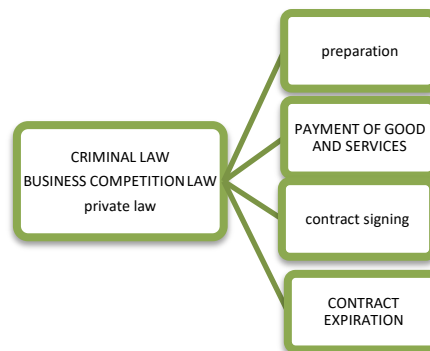 CRIMINAL LAW
BUSINESS COMPETITION LAW
private law
preparation
PAYMENT OF GOOD
AND SERVICES
contract signing
CONTRACT
EXPIRATION